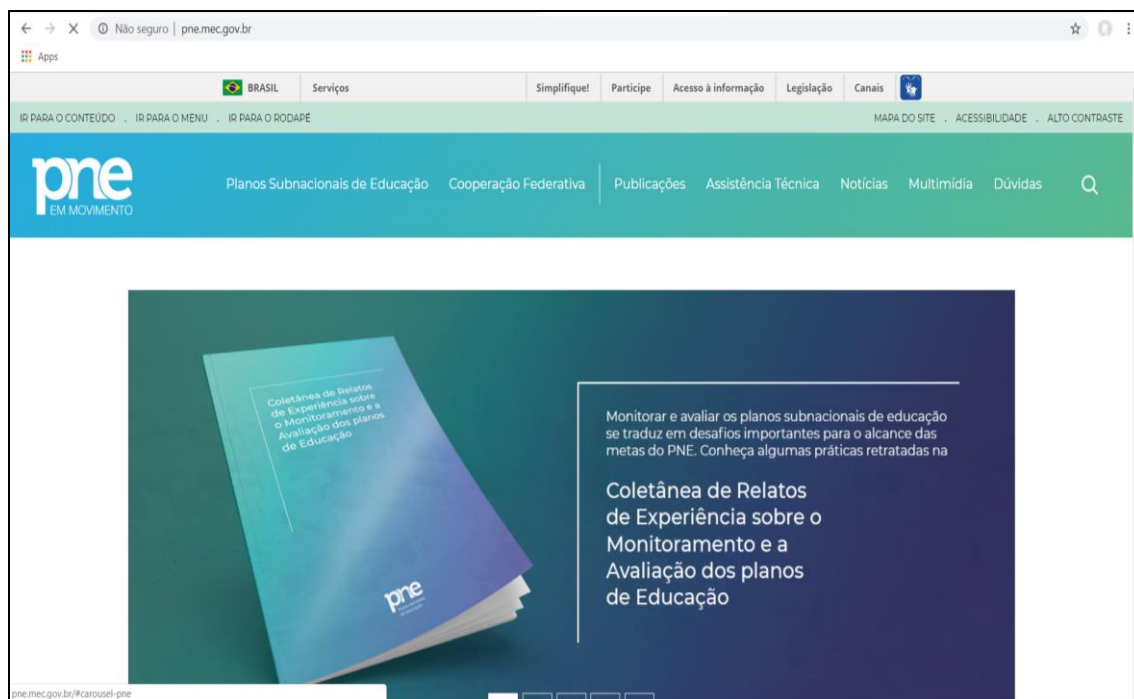 Não seguro | pne.mec.gov.br
Apps
BRASIL Serviços Simplifique! Participe Acesso à informação Legislação Canais
IR PARA O CONTEÚDO . IR PARA O MENU . IR PARA O RODAPÉ MAPA DO SITE . ACESSIBILIDADE . ALTO CONTRASTE
pne
EM MOVIMENTO
Planos Subnacionais de Educação Cooperação Federativa Publicações Assistência Técnica Notícias Multimídia Dúvidas
Coletânea de Relatos
de Experiência sobre
o Monitoramento e a
Avaliação dos planos
de Educação
pne
Monitorar e avaliar os planos subnacionais de educação
se traduz em desafios importantes para o alcance das
metas do PNE. Conheça algumas práticas retratadas na
Coletânea de Relatos
de Experiência sobre o
Monitoramento e a
Avaliação dos planos
de Educação
pne.mec.gov.br/#carousel-pne